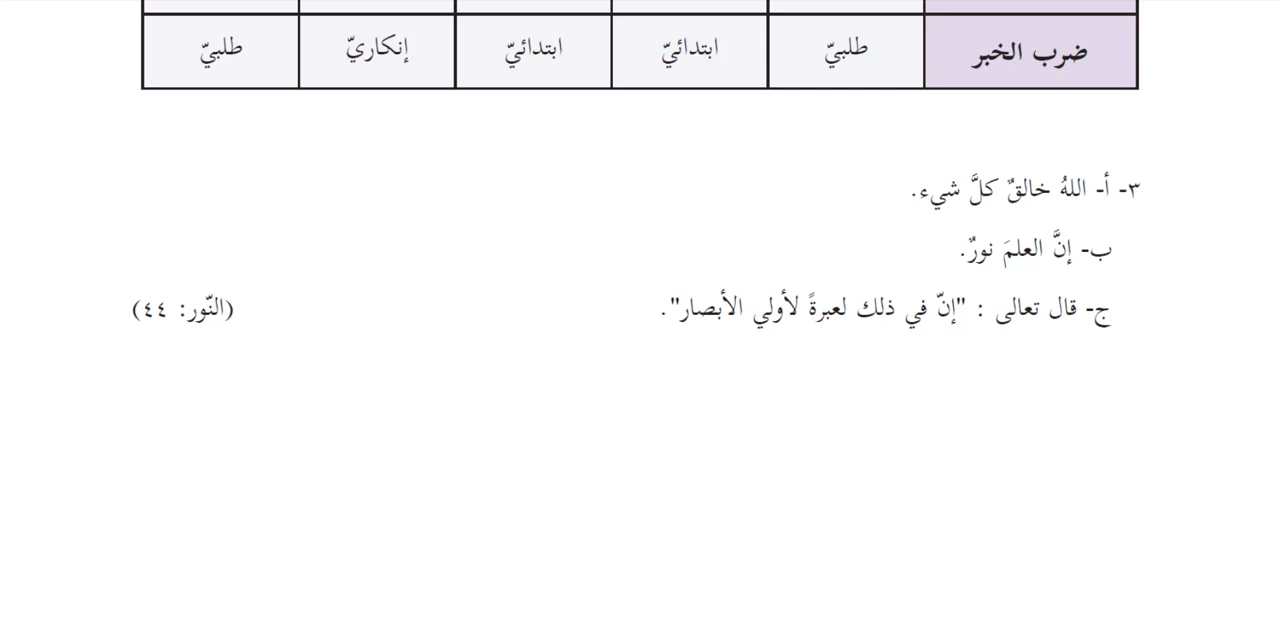 ضرب الخبر طلبيّ ابتدائيّ ابتدائيّ إنكاريّ طلبيّ
٣- أ- اللهُ خالقٌ كلَّ شيء.
ب- إنَّ العلمَ نورٌ.
ج- قال تعالى : "إنّ في ذلك لعبرةً لأولي الأبصار". (النّور: ٤٤)